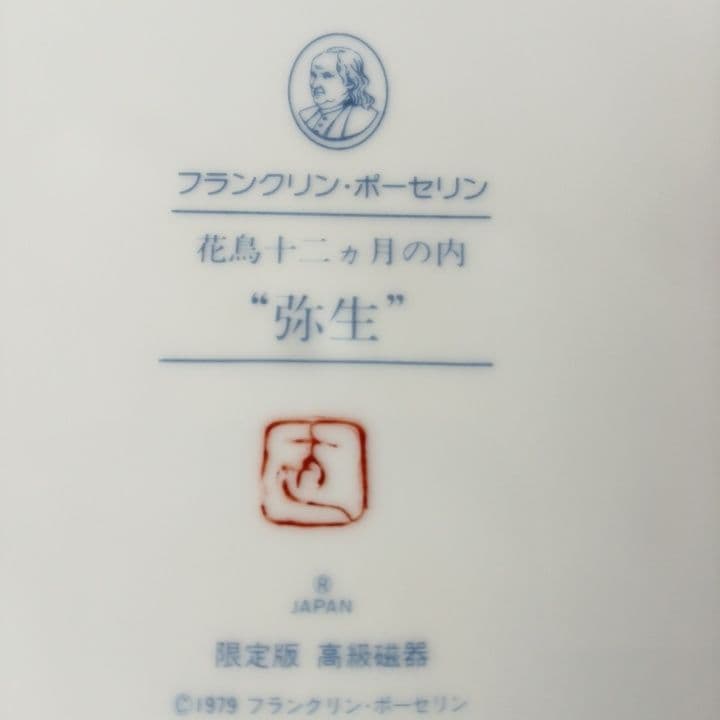 フランクリン・ポーセリン
花鳥十二ヵ月の内
“弥生”
®
JAPAN
限定版 高級磁器
©1979 フランクリン・ポーセリン